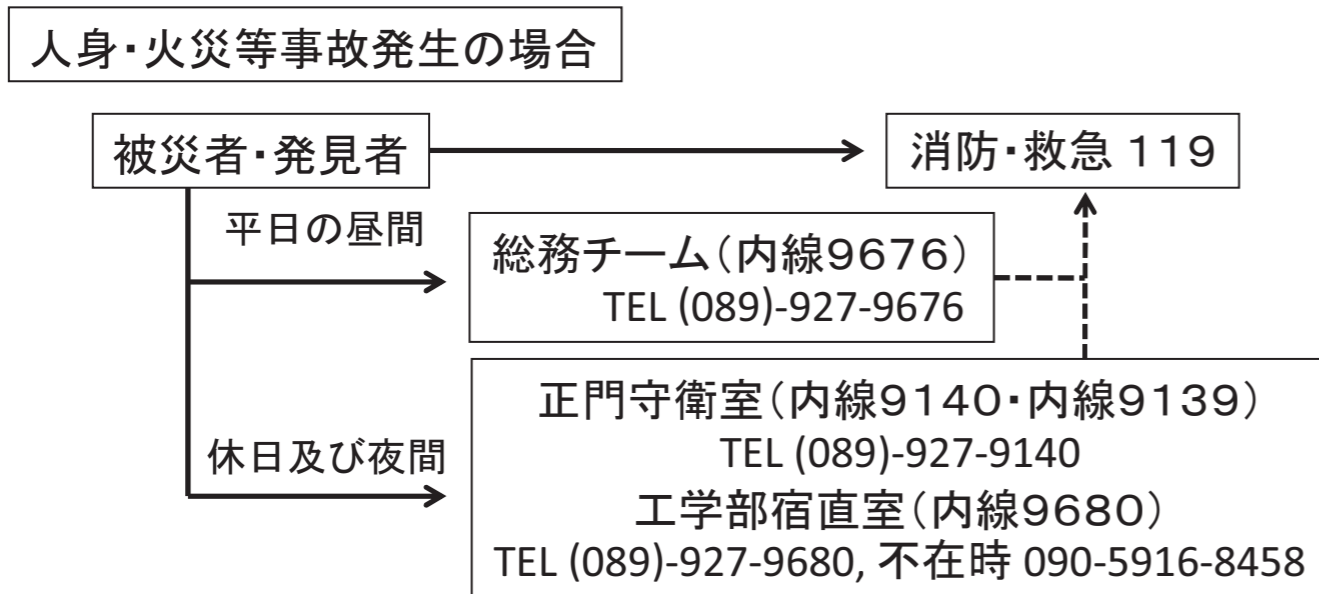 人身・火災等事故発生の場合
被災者・発見者
消防・救急 119
平日の昼間
総務チーム(内線9676)
TEL (089)-927-9676
休日及び夜間
正門守衛室(内線9140・内線9139)
TEL (089)-927-9140
工学部宿直室(内線9680)
TEL (089)-927-9680, 不在時 090-5916-8458